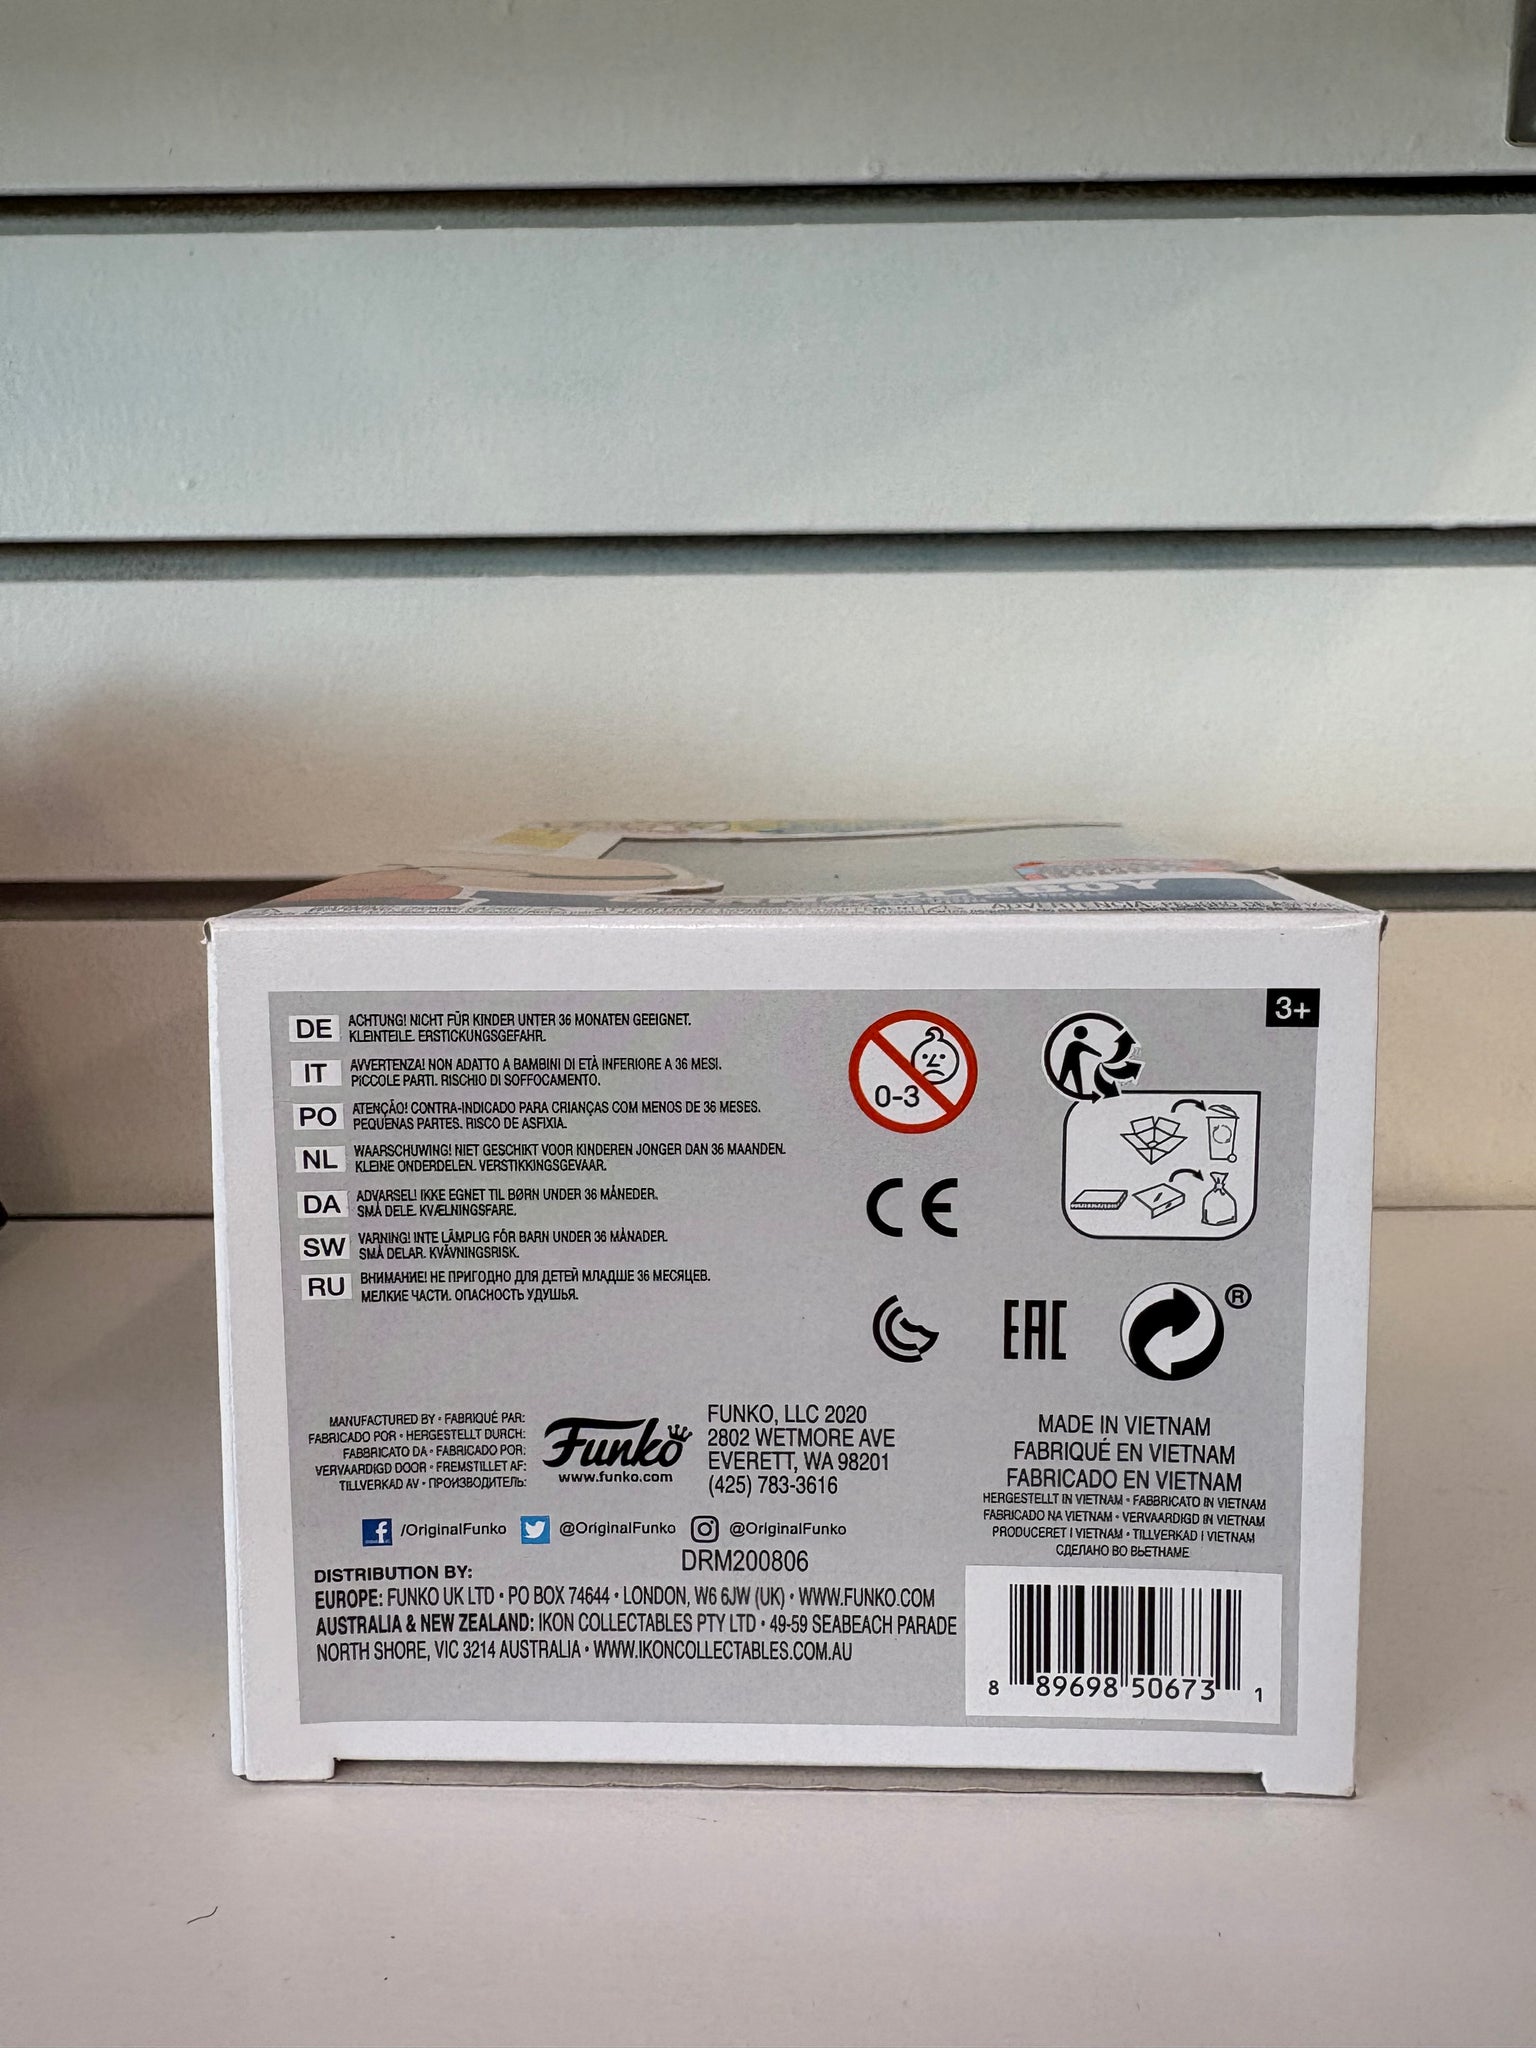 3+
DE ACHTUNG! NICHT FÜR KINDER UNTER 36 MONATEN GEEIGNET.
KLEINTEILE. ERSTICKUNGSGEFAHR.
IT AVVERTENZA! NON ADATTO A BAMBINI DI ETÀ INFERIORE A 36 MESI.
PICCOLE PARTI. RISCHIO DI SOFFOCAMENTO.
PO ATENÇÃO! CONTRA-INDICADO PARA CRIANÇAS COM MENOS DE 36 MESES.
PEQUENAS PARTES. RISCO DE ASFIXIA.
NL WAARSCHUWING! NIET GESCHIKT VOOR KINDEREN JONGER DAN 36 MAANDEN.
KLEINE ONDERDELEN. VERSTIKKINGSGEVAAR.
DA ADVARSEL! IKKE EGNET TIL BØRN UNDER 36 MÅNEDER.
SMÅ DELE. KVÆLNINGSFARE.
SW VARNING! INTE LÄMPLIG FÖR BARN UNDER 36 MÅNADER.
SMÅ DELAR. KVÄVNINGSRISK.
RU ВНИМАНИЕ! НЕ ПРИГОДНО ДЛЯ ДЕТЕЙ МЛАДШЕ 36 МЕСЯЦЕВ.
МЕЛКИЕ ЧАСТИ. ОПАСНОСТЬ УДУШЬЯ.
0-3
CE
EAC
®
MANUFACTURED BY • FABRIQUÉ PAR:
FABRICADO POR • HERGESTELLT DURCH:
FABBRICATO DA • FABRICADO POR:
VERVAARDIGD DOOR • FREMSTILLET AF:
TILLVERKAD AV • ПРОИЗВОДИТЕЛЬ:
Funko
www.funko.com
FUNKO, LLC 2020
2802 WETMORE AVE
EVERETT, WA 98201
(425) 783-3616
/OriginalFunko @OriginalFunko @OriginalFunko
DRM200806
DISTRIBUTION BY:
EUROPE: FUNKO UK LTD • PO BOX 74644 • LONDON, W6 6JW (UK) • WWW.FUNKO.COM
AUSTRALIA & NEW ZEALAND: IKON COLLECTABLES PTY LTD • 49-59 SEABEACH PARADE
NORTH SHORE, VIC 3214 AUSTRALIA • WWW.IKONCOLLECTABLES.COM.AU
MADE IN VIETNAM
FABRIQUÉ EN VIETNAM
FABRICADO EN VIETNAM
HERGESTELLT IN VIETNAM • FABBRICATO IN VIETNAM
FABRICADO NA VIETNAM • VERVAARDIGD IN VIETNAM
PRODUCERET I VIETNAM • TILLVERKAD I VIETNAM
СДЕЛАНО ВО ВЬЕТНАМЕ
8 89698 50673 1